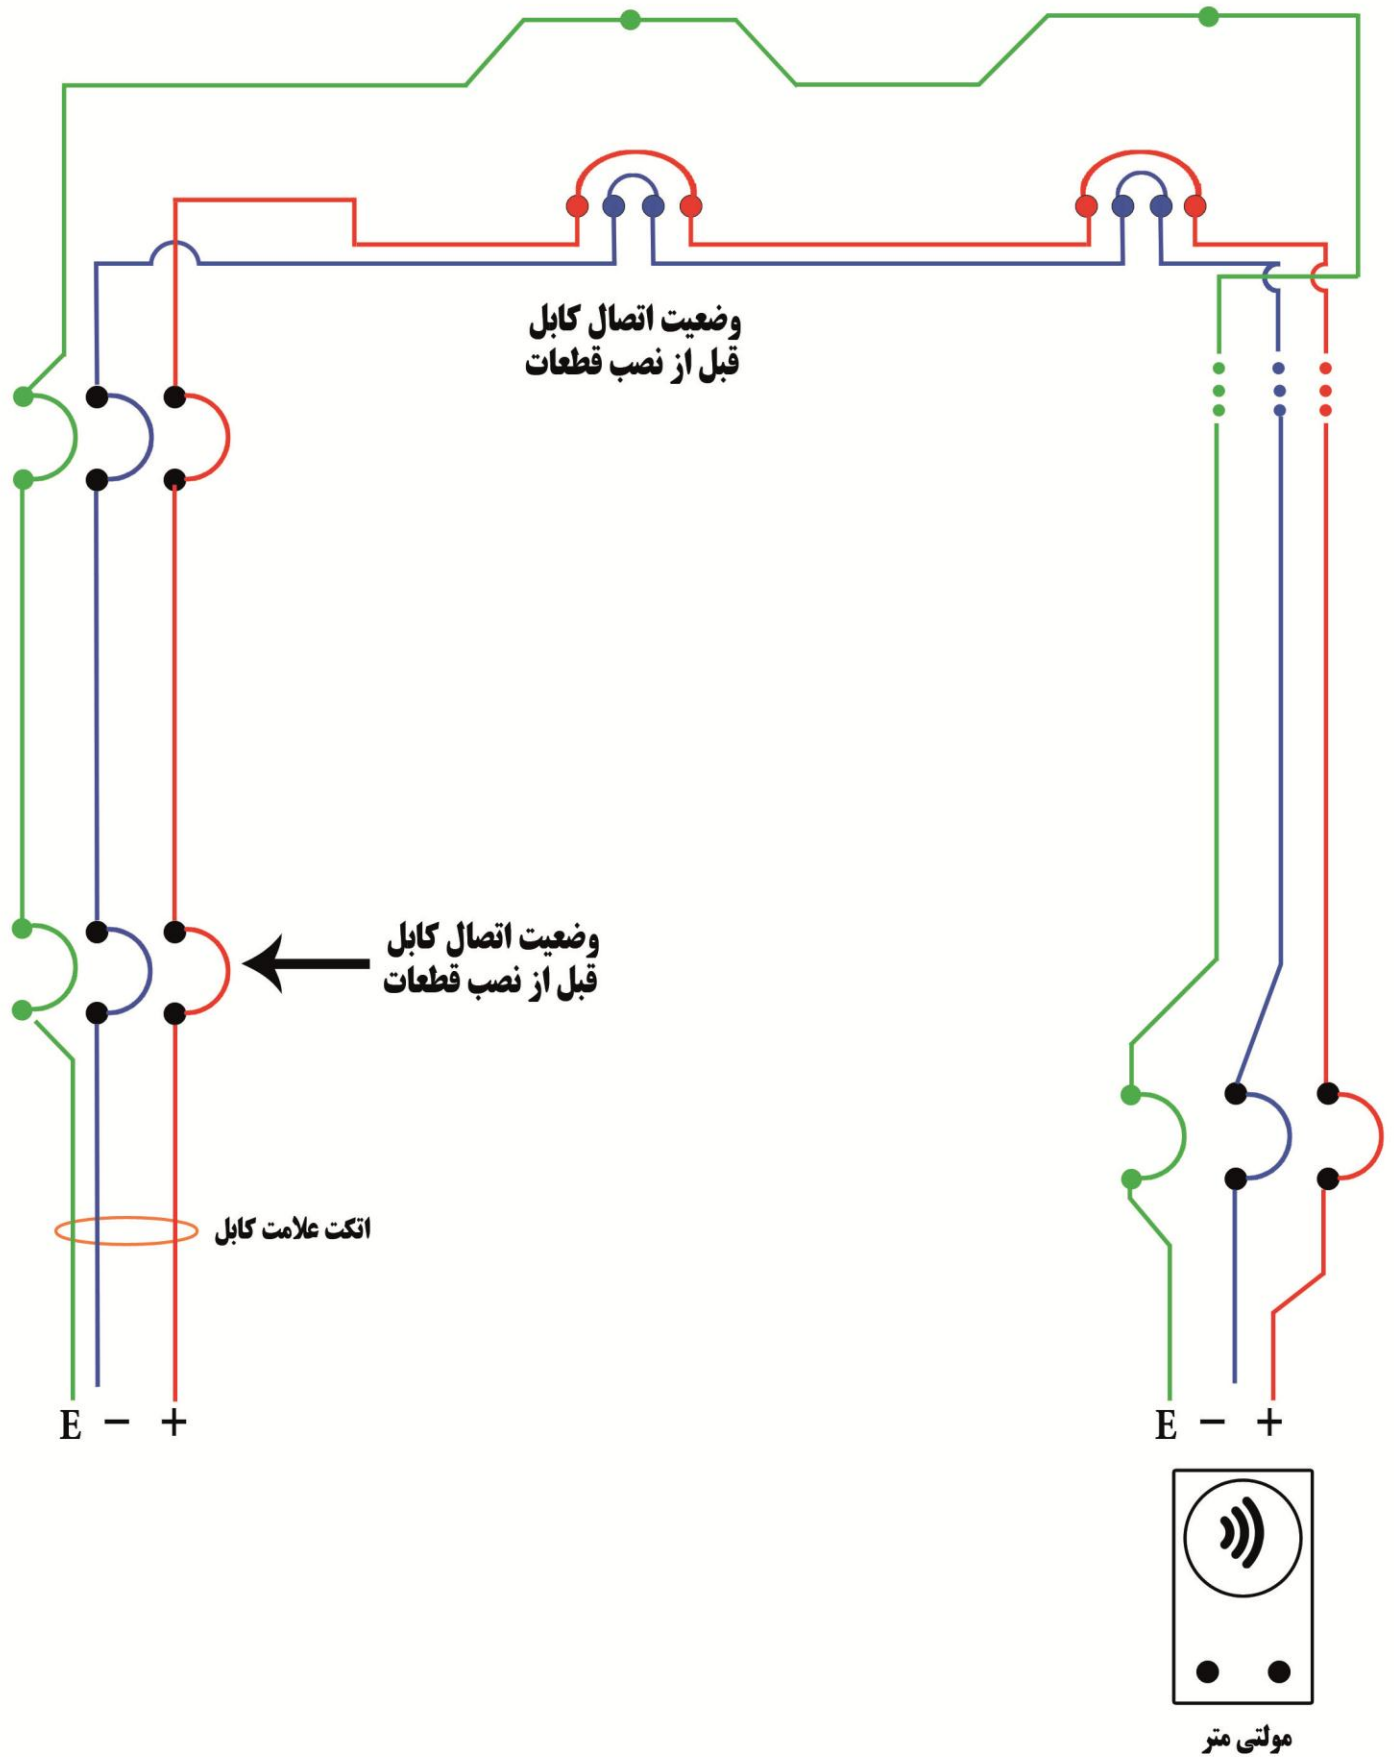 وضعیت اتصال کابل
قبل از نصب قطعات
وضعیت اتصال کابل
قبل از نصب قطعات
اتکت علامت کابل
E − +
E − +
مولتی متر